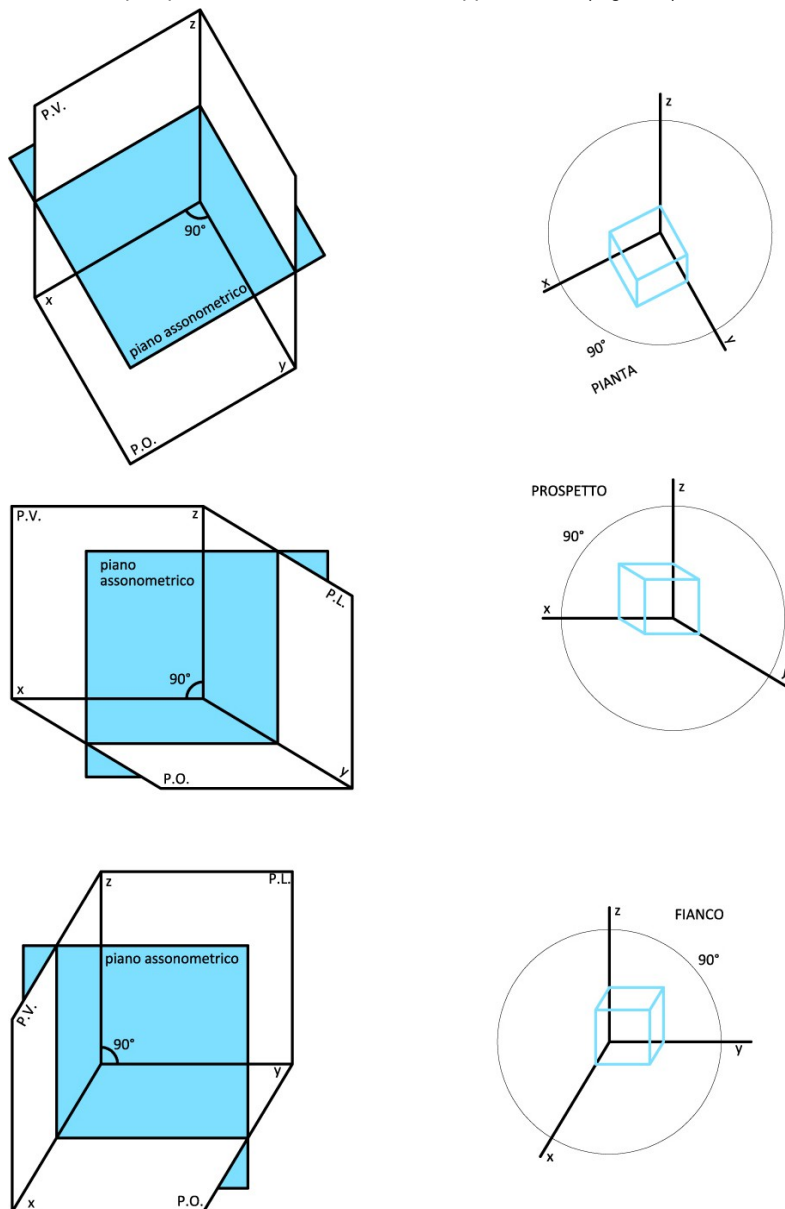 z
P.V.
90°
x
piano assonometrico
y
P.O.
z
x
90°
y
PIANTA
P.V.
z
piano
assonometrico
P.L.
90°
x
y
P.O.
PROSPETTO
z
90°
x
z
P.L.
piano assonometrico
P.V.
90°
y
x
P.O.
z
FIANCO
90°
y
x